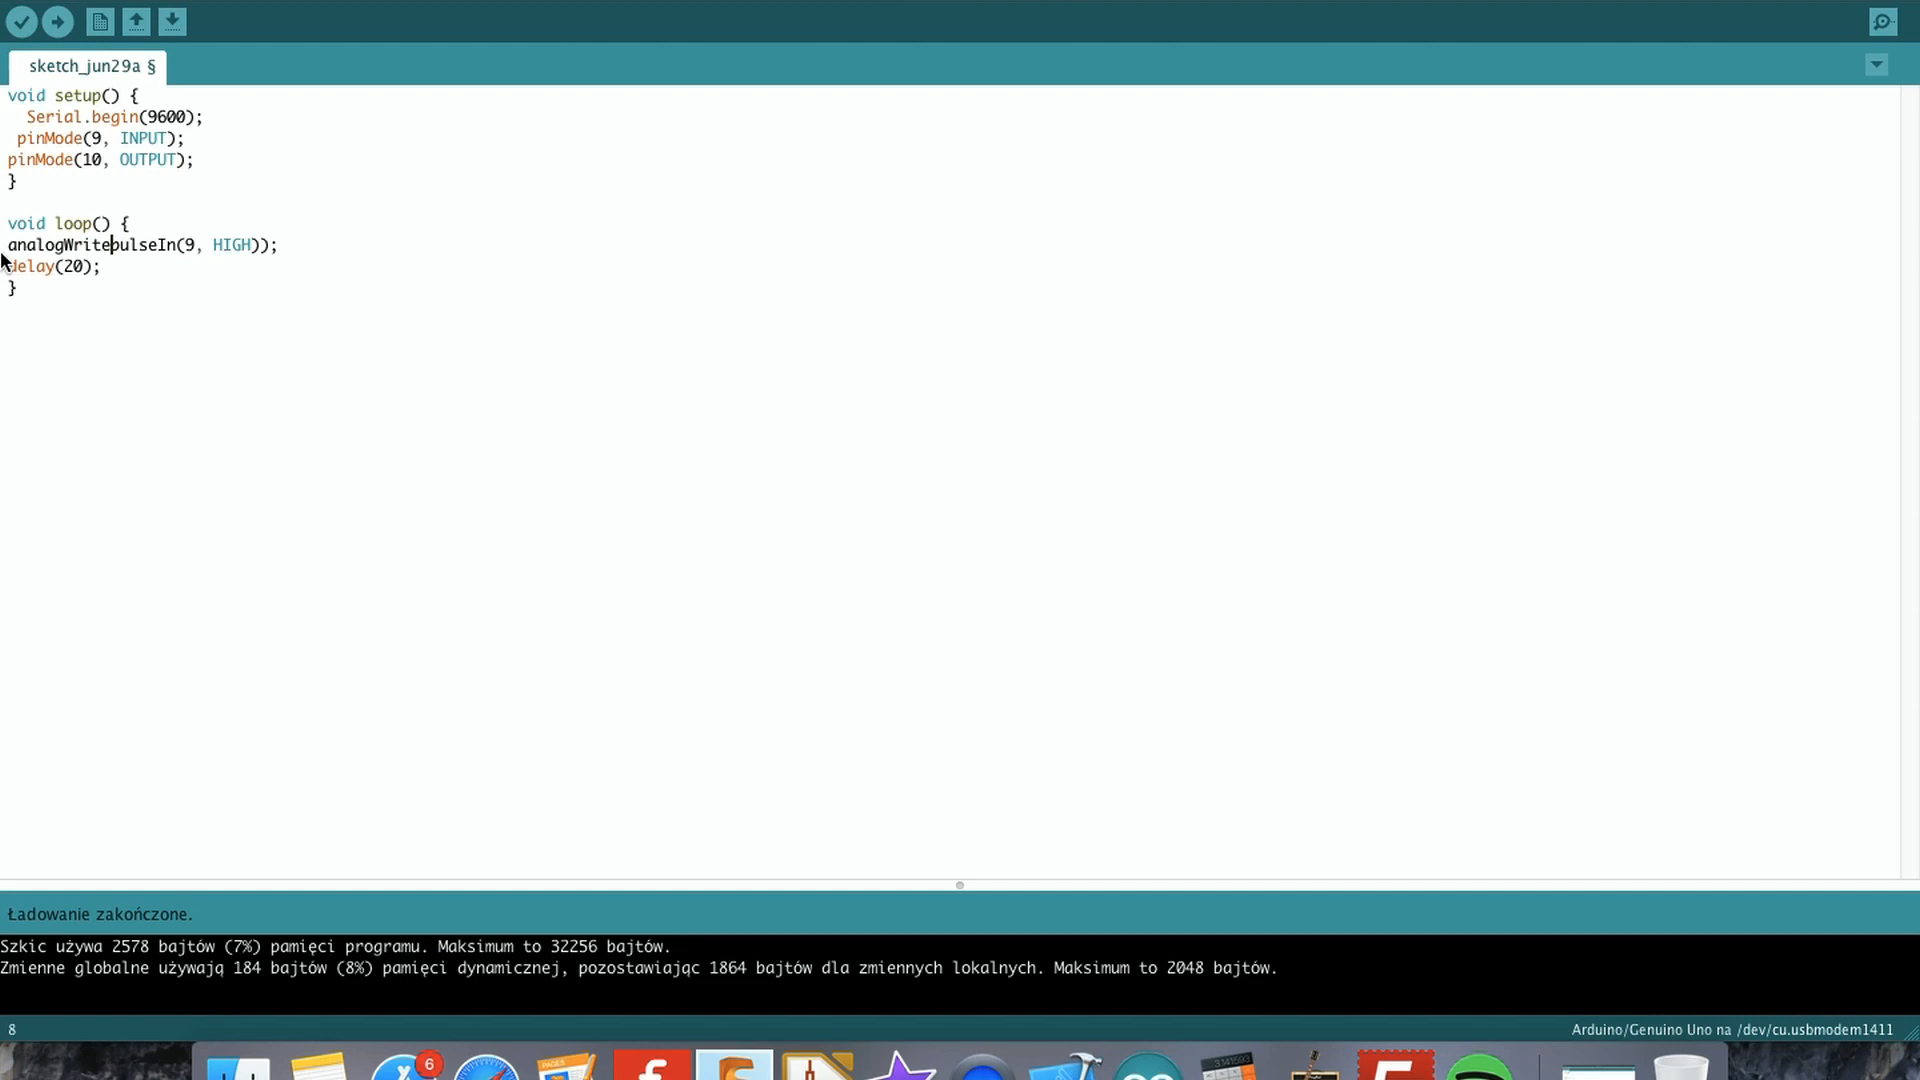 sketch_jun29a §
void setup() {
Serial.begin(9600);
pinMode(9, INPUT);
pinMode(10, OUTPUT);
}
void loop() {
analogWritepulseIn(9, HIGH));
delay(20);
}
Ładowanie zakończone.
Szkic używa 2578 bajtów (7%) pamięci programu. Maksimum to 32256 bajtów.
Zmienne globalne używają 184 bajtów (8%) pamięci dynamicznej, pozostawiając 1864 bajtów dla zmiennych lokalnych. Maksimum to 2048 bajtów.
8 Arduino/Genuino Uno na /dev/cu.usbmodem1411
6